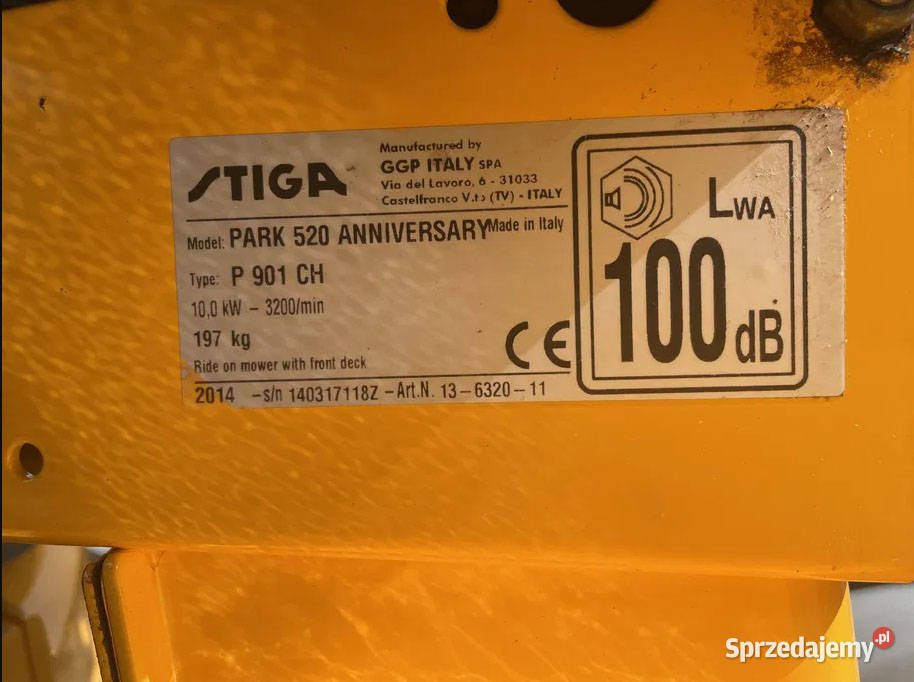 STIGA
Manufactured by
GGP ITALY SPA
Via del Lavoro, 6 - 31033
Castelfranco V.to (TV) - ITALY
Model: PARK 520 ANNIVERSARY Made in Italy
Type: P 901 CH
10,0 kW - 3200/min
197 kg
Ride on mower with front deck
CE
2014 -s/n 140317118Z -Art.N. 13-6320-11
LWA
100 dB
Sprzedajemy.pl